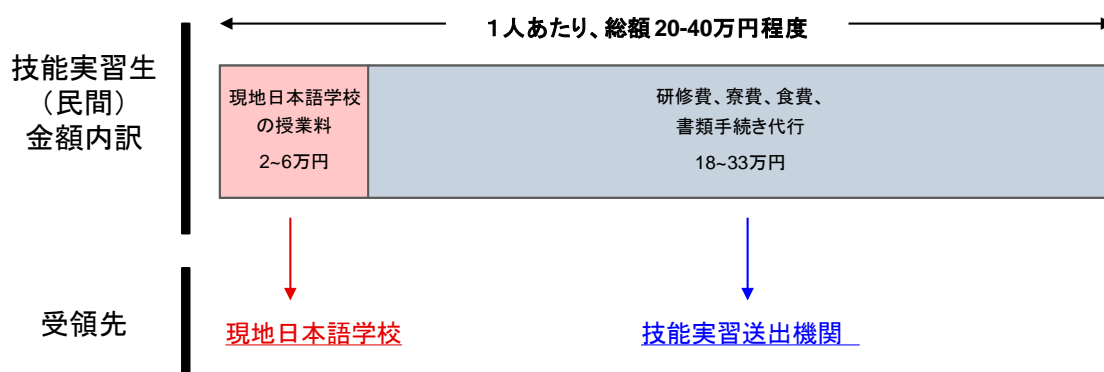 １人あたり、総額20-40万円程度
技能実習生
（民間）
金額内訳
現地日本語学校
の授業料
2~6万円
研修費、寮費、食費、
書類手続き代行
18~33万円
受領先
現地日本語学校
技能実習送出機関